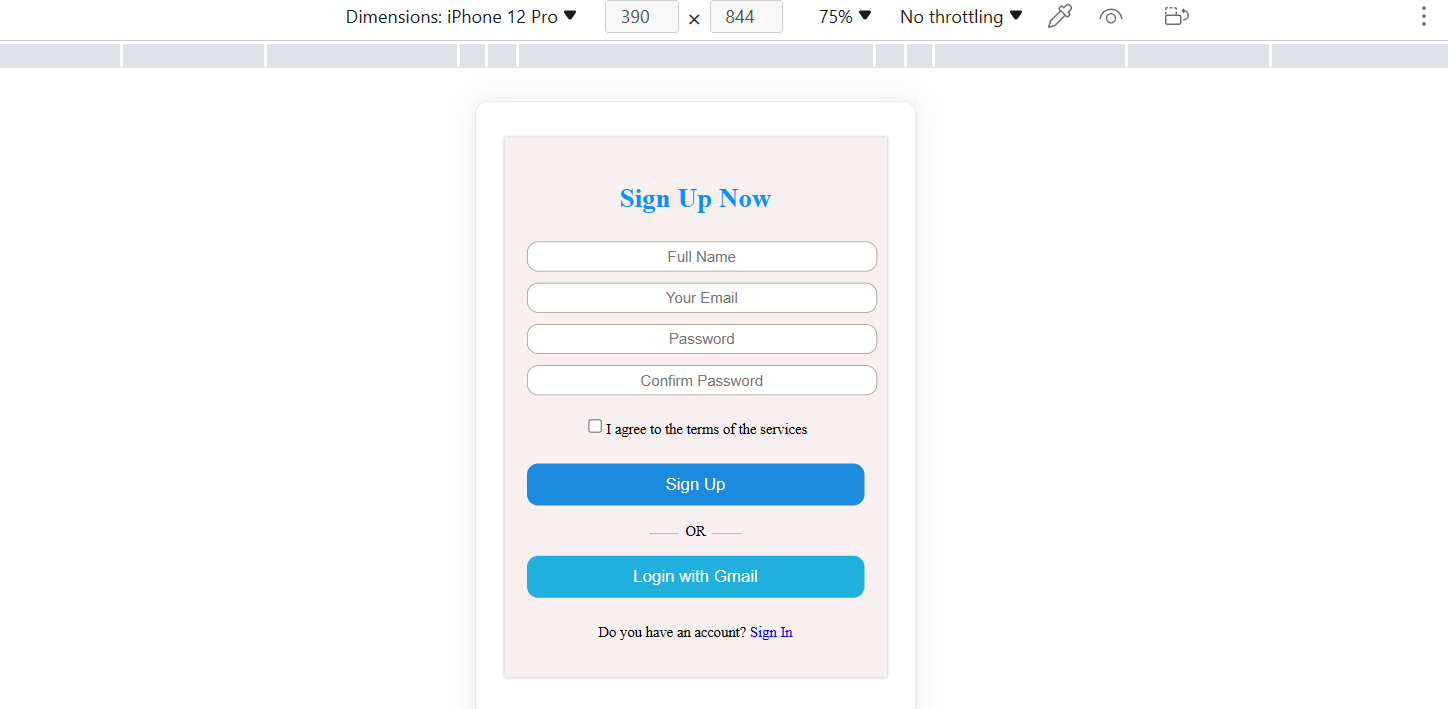 Dimensions: iPhone 12 Pro 390 × 844 75% No throttling
Sign Up Now
Full Name
Your Email
Password
Confirm Password
I agree to the terms of the services
Sign Up
OR
Login with Gmail
Do you have an account? Sign In